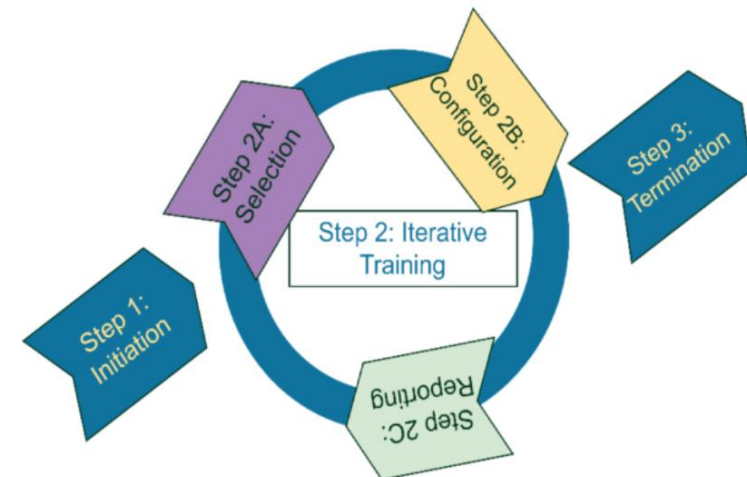 Step 1:
Initiation
Step 2A:
Selection
Step 2B:
Configuration
Step 2: Iterative
Training
Step 2C:
Reporting
Step 3:
Termination